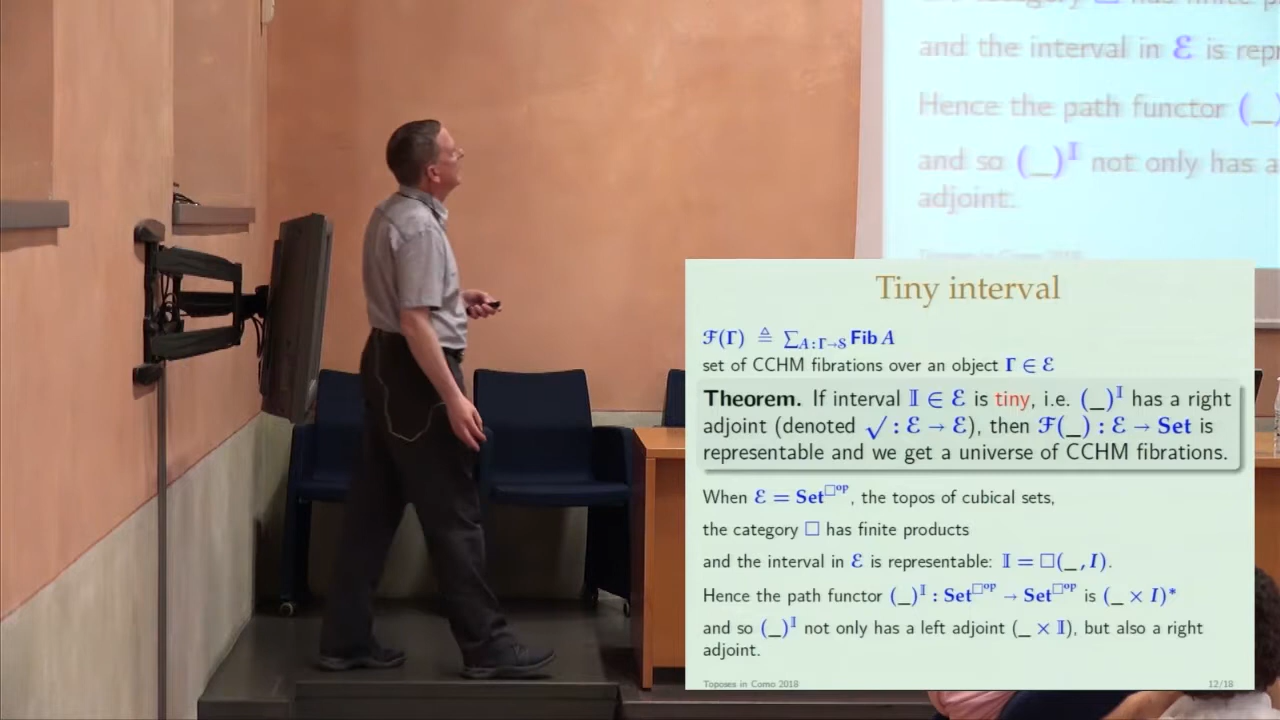 and the interval in ℰ is repr
Hence the path functor (_)
and so (_)^𝕀 not only has a
adjoint.
Toposes in Como 2018
Tiny interval
ℱ(Γ) ≜ ∑_{A : Γ→𝒮} Fib A
set of CCHM fibrations over an object Γ ∈ ℰ
Theorem. If interval 𝕀 ∈ ℰ is tiny, i.e. (_)^𝕀 has a right
adjoint (denoted √ : ℰ → ℰ), then ℱ(_) : ℰ → Set is
representable and we get a universe of CCHM fibrations.
When ℰ = Set^{□^op}, the topos of cubical sets,
the category □ has finite products
and the interval in ℰ is representable: 𝕀 = □(_, I).
Hence the path functor (_)^𝕀 : Set^{□^op} → Set^{□^op} is (_ × I)*
and so (_)^𝕀 not only has a left adjoint (_ × 𝕀), but also a right
adjoint.
Toposes in Como 2018
12/18